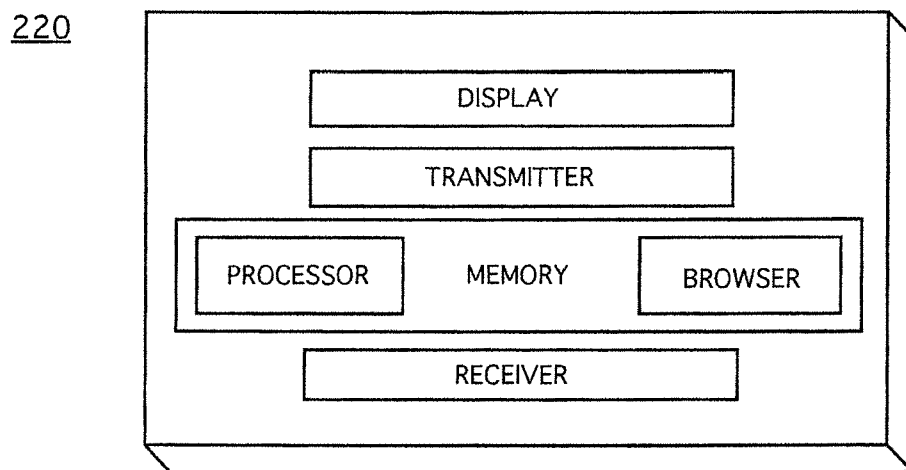 220
DISPLAY
TRANSMITTER
PROCESSOR MEMORY BROWSER
RECEIVER